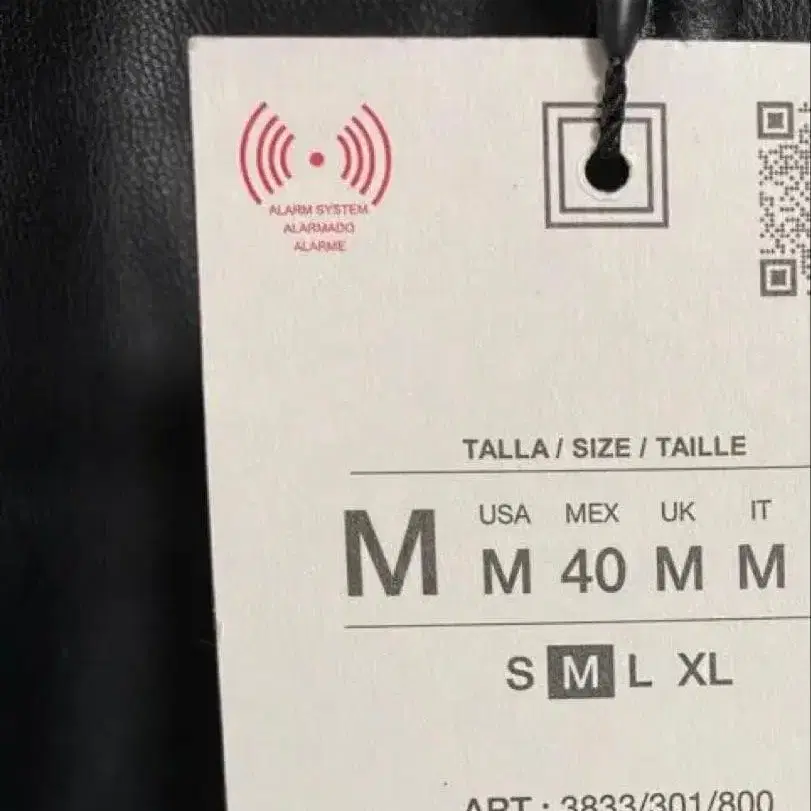 ALARM SYSTEM
ALARMADO
ALARME
TALLA / SIZE / TAILLE
M
USA MEX UK IT
M 40 M M
S M L XL
ART : 3833/301/800